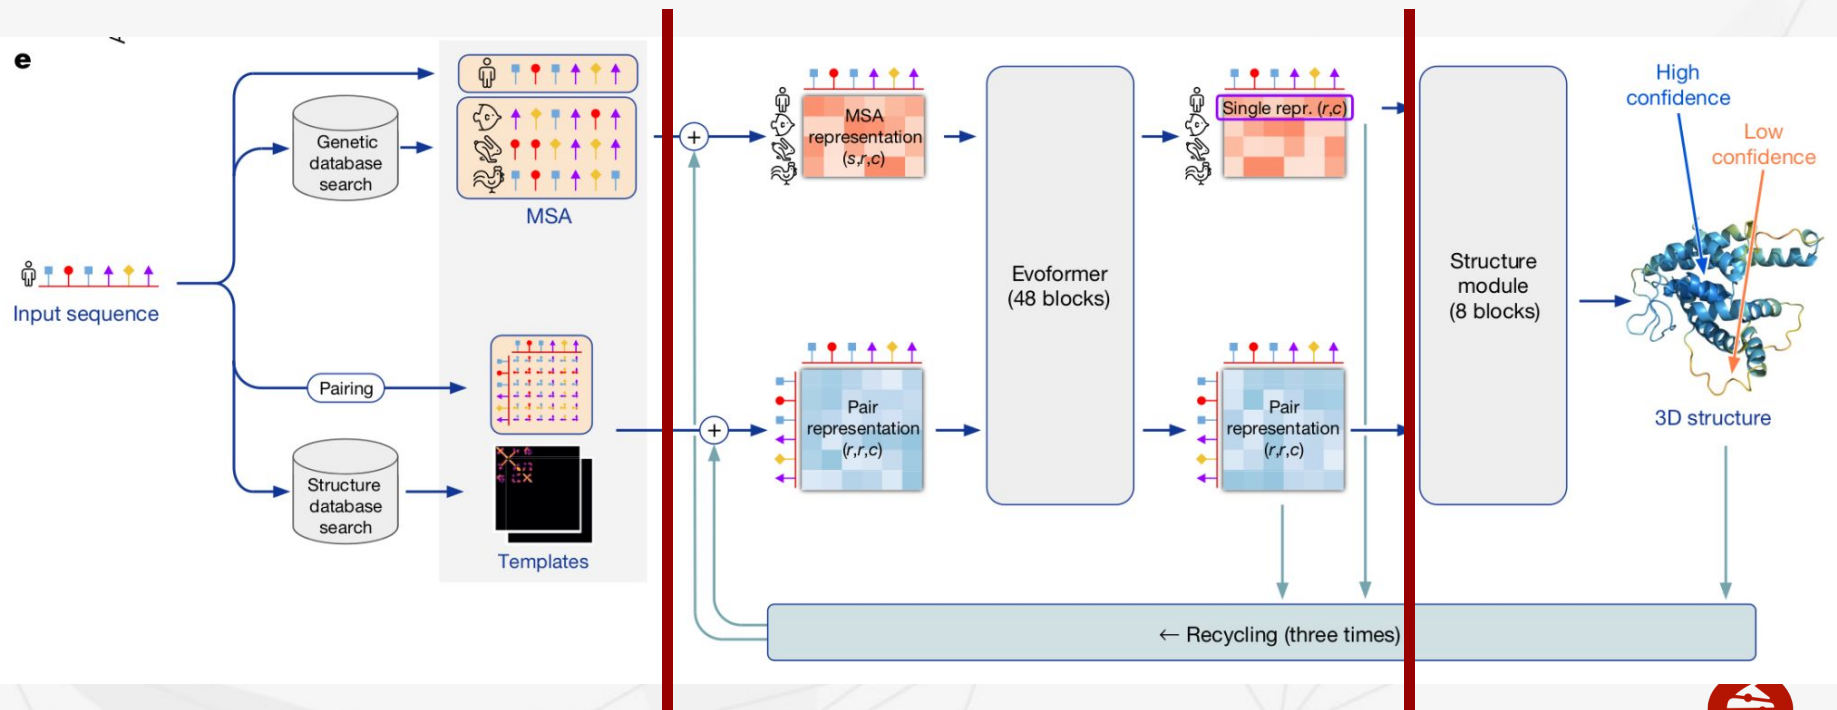 e
Input sequence
Genetic
database
search
Pairing
Structure
database
search
MSA
Templates
+
+
MSA
representation
(s,r,c)
Pair
representation
(r,r,c)
Evoformer
(48 blocks)
Single repr. (r,c)
Pair
representation
(r,r,c)
Structure
module
(8 blocks)
High
confidence
Low
confidence
3D structure
← Recycling (three times)